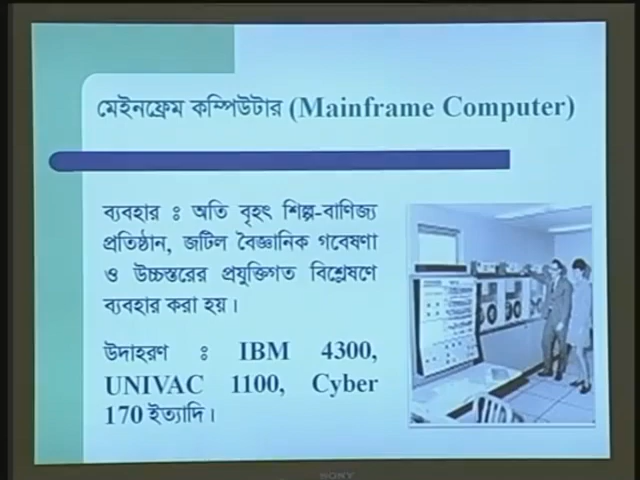 মেইনফ্রেম কম্পিউটার (Mainframe Computer)
ব্যবহার ঃ অতি বৃহৎ শিল্প-বাণিজ্য
প্রতিষ্ঠান, জটিল বৈজ্ঞানিক গবেষণা
ও উচ্চস্তরের প্রযুক্তিগত বিশ্লেষণে
ব্যবহার করা হয়।
উদাহরণ ঃ IBM 4300,
UNIVAC 1100, Cyber
170 ইত্যাদি।
SONY